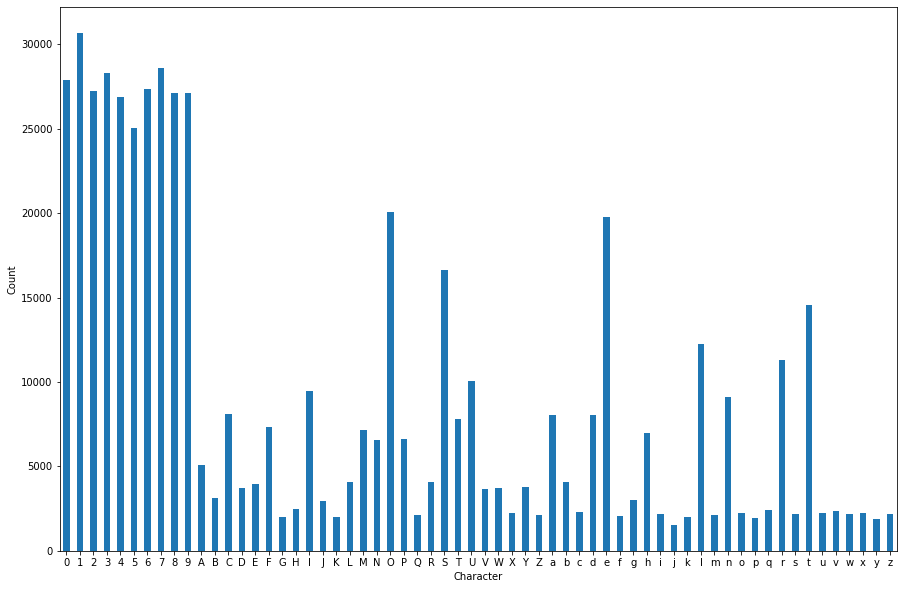 30000
25000
20000
15000
10000
5000
0
Count
0 1 2 3 4 5 6 7 8 9 A B C D E F G H I J K L M N O P Q R S T U V W X Y Z a b c d e f g h i j k l m n o p q r s t u v w x y z
Character